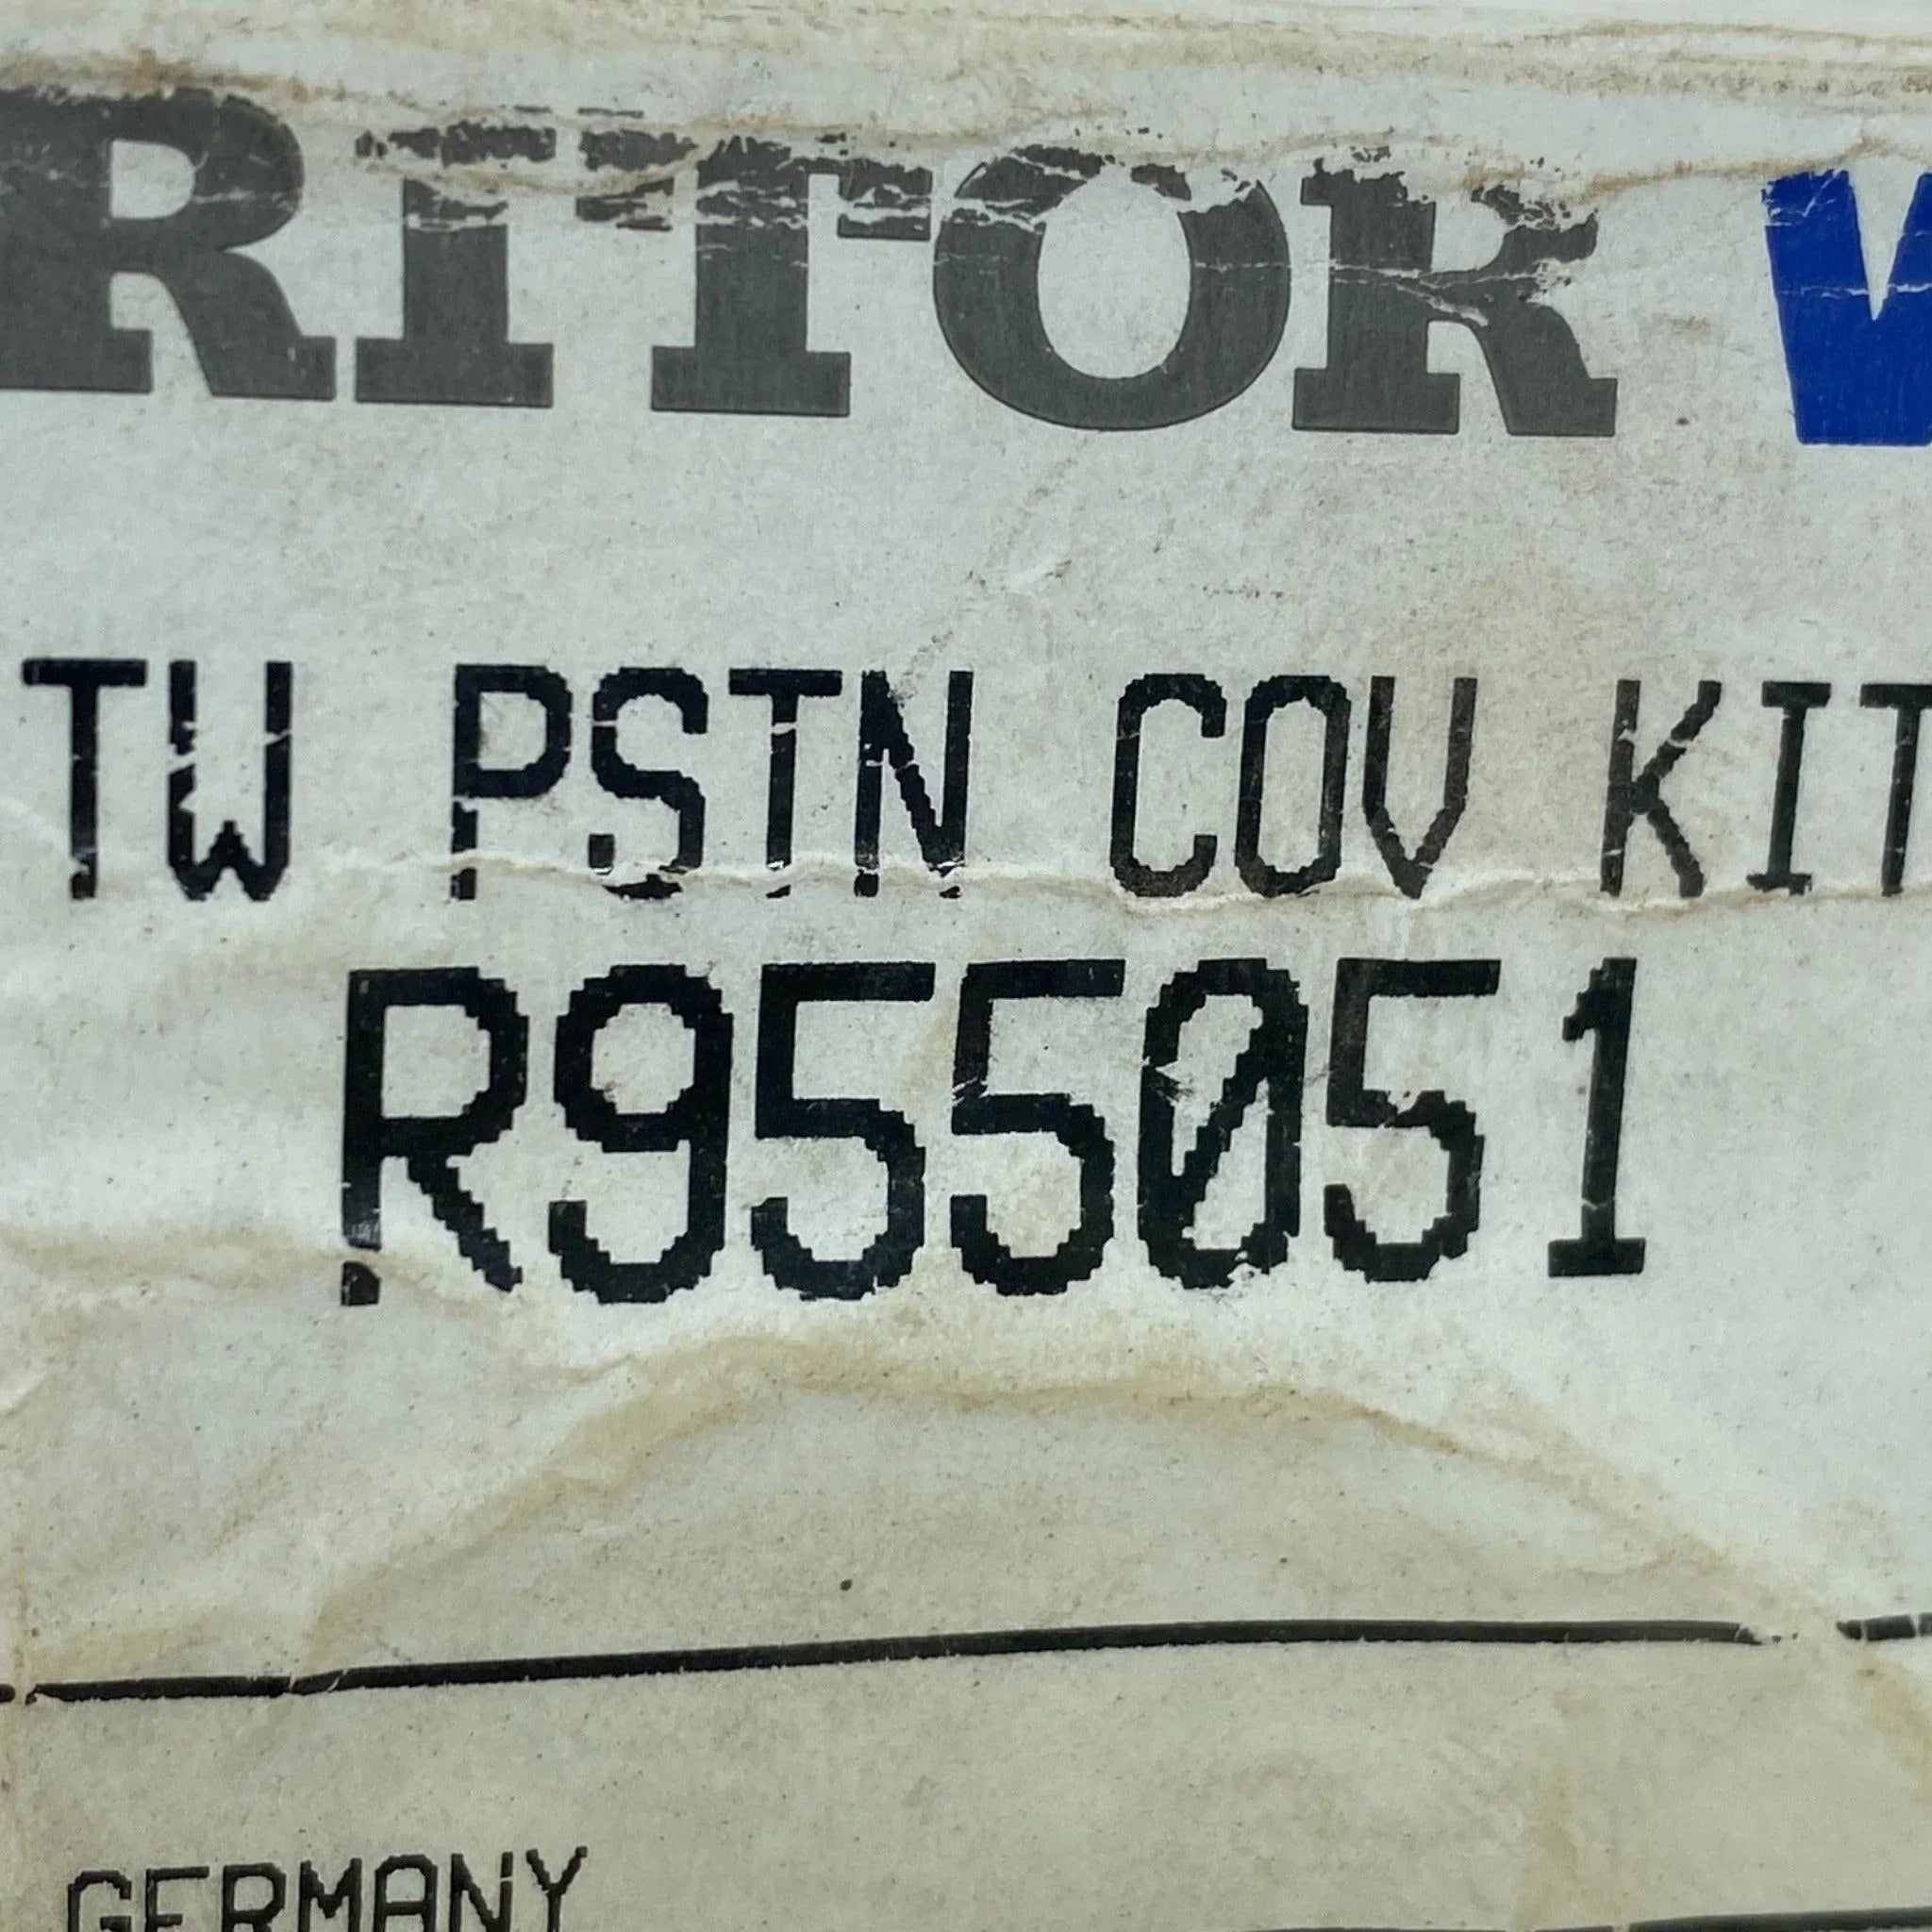 RITOR W
TW PSTN COV KIT
R955051
GERMANY